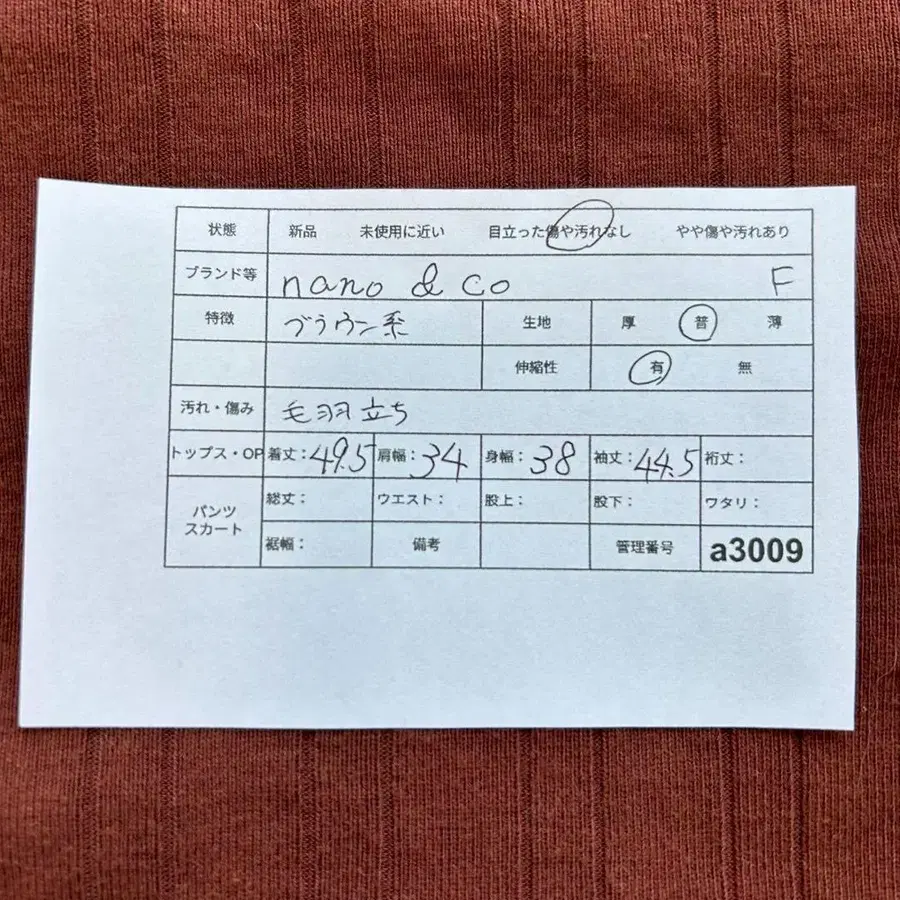 状態 新品 未使用に近い 目立った傷や汚れなし やや傷や汚れあり
ブランド等 nano & co F
特徴 ブラウン系 生地 厚 普 薄
伸縮性 有 無
汚れ・傷み 毛羽立ち
トップス・OP 着丈：49.5 肩幅：34 身幅：38 袖丈：44.5 裄丈：
パンツ スカート 総丈： ウエスト： 股上： 股下： ワタリ：
裾幅： 備考 管理番号 a3009